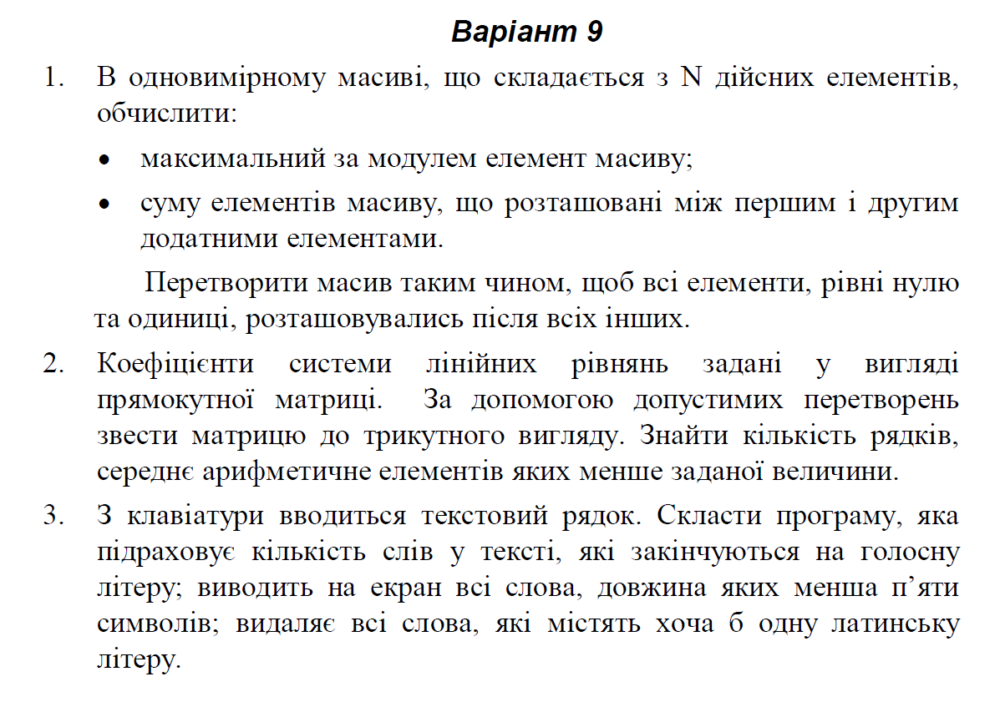 Варіант 9
1. В одновимірному масиві, що складається з N дійсних елементів,
обчислити:
• максимальний за модулем елемент масиву;
• суму елементів масиву, що розташовані між першим і другим
додатними елементами.
Перетворити масив таким чином, щоб всі елементи, рівні нулю
та одиниці, розташовувались після всіх інших.
2. Коефіцієнти системи лінійних рівнянь задані у вигляді
прямокутної матриці. За допомогою допустимих перетворень
звести матрицю до трикутного вигляду. Знайти кількість рядків,
середнє арифметичне елементів яких менше заданої величини.
3. З клавіатури вводиться текстовий рядок. Скласти програму, яка
підраховує кількість слів у тексті, які закінчуються на голосну
літеру; виводить на екран всі слова, довжина яких менша п’яти
символів; видаляє всі слова, які містять хоча б одну латинську
літеру.